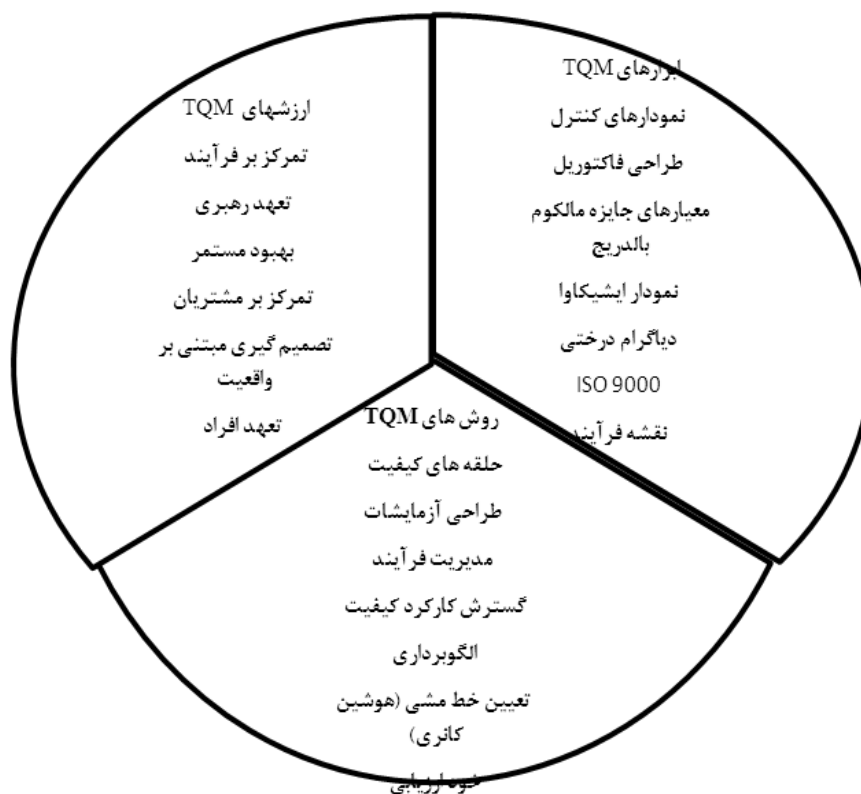 ابزارهای TQM
نمودارهای کنترل
طراحی فاکتوریل
معیارهای جایزه مالکوم
بالدریج
نمودار ایشیکاوا
دیاگرام درختی
ISO 9000
نقشه فرآیند
ارزشهای TQM
تمرکز بر فرآیند
تعهد رهبری
بهبود مستمر
تمرکز بر مشتریان
تصمیم گیری مبتنی بر
واقعیت
تعهد افراد
روش های TQM
حلقه های کیفیت
طراحی آزمایشات
مدیریت فرآیند
گسترش کارکرد کیفیت
الگوبرداری
تعیین خط مشی (هوشین
کانری)
خود ارزیابی